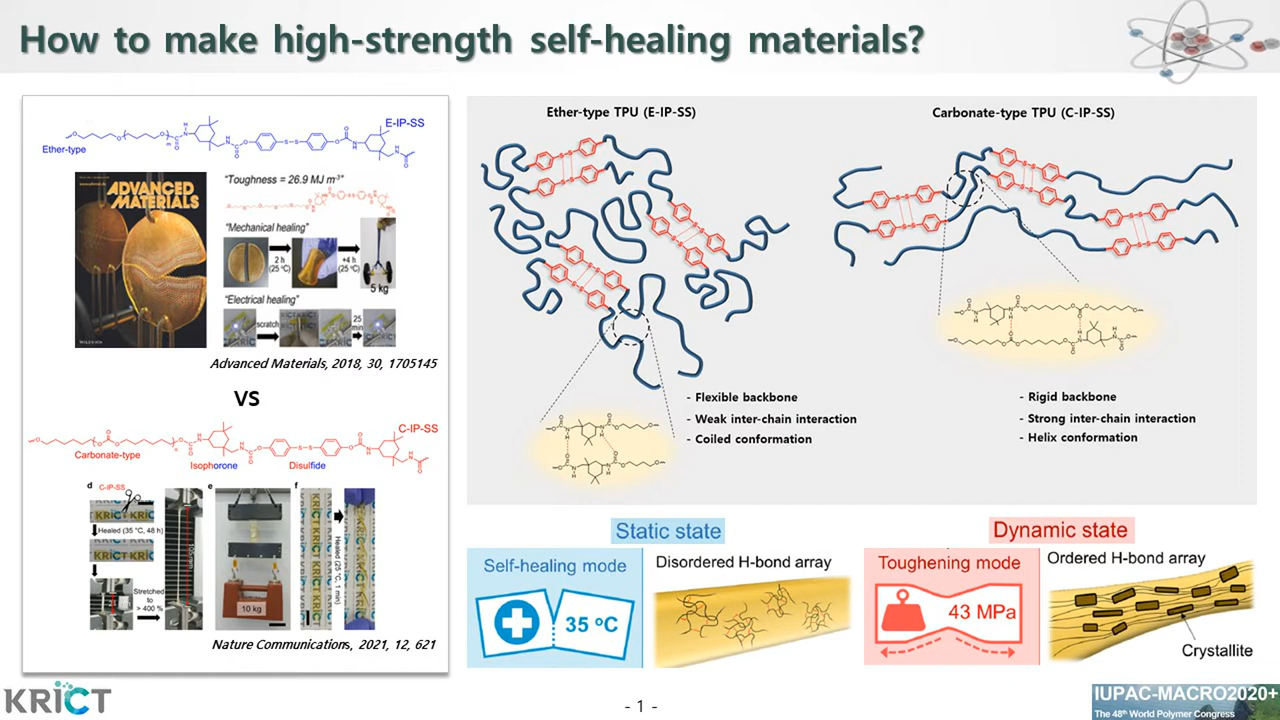 How to make high-strength self-healing materials?
E-IP-SS
Ether-type
ADVANCED
MATERIALS
"Toughness = 26.9 MJ m-3"
"Mechanical healing"
2 h
(25 °C)
+4 h
(25 °C)
5 kg
"Electrical healing"
scratch
25
min
Advanced Materials, 2018, 30, 1705145
VS
C-IP-SS
Carbonate-type
Isophorone
Disulfide
d
C-IP-SS
KRICT KRIC
Healed (35 °C, 48 h)
KRICT KRIC
Stretched
to
> 400 %
e
10 kg
f
KRICT
Healed (25 °C, 1 min)
Nature Communications, 2021, 12, 621
Ether-type TPU (E-IP-SS)
- Flexible backbone
- Weak inter-chain interaction
- Coiled conformation
Carbonate-type TPU (C-IP-SS)
- Rigid backbone
- Strong inter-chain interaction
- Helix conformation
Static state
Self-healing mode
35 °C
Disordered H-bond array
Dynamic state
Toughening mode
43 MPa
Ordered H-bond array
Crystallite
KRICT
- 1 -
IUPAC-MACRO2020+
The 48th World Polymer Congress